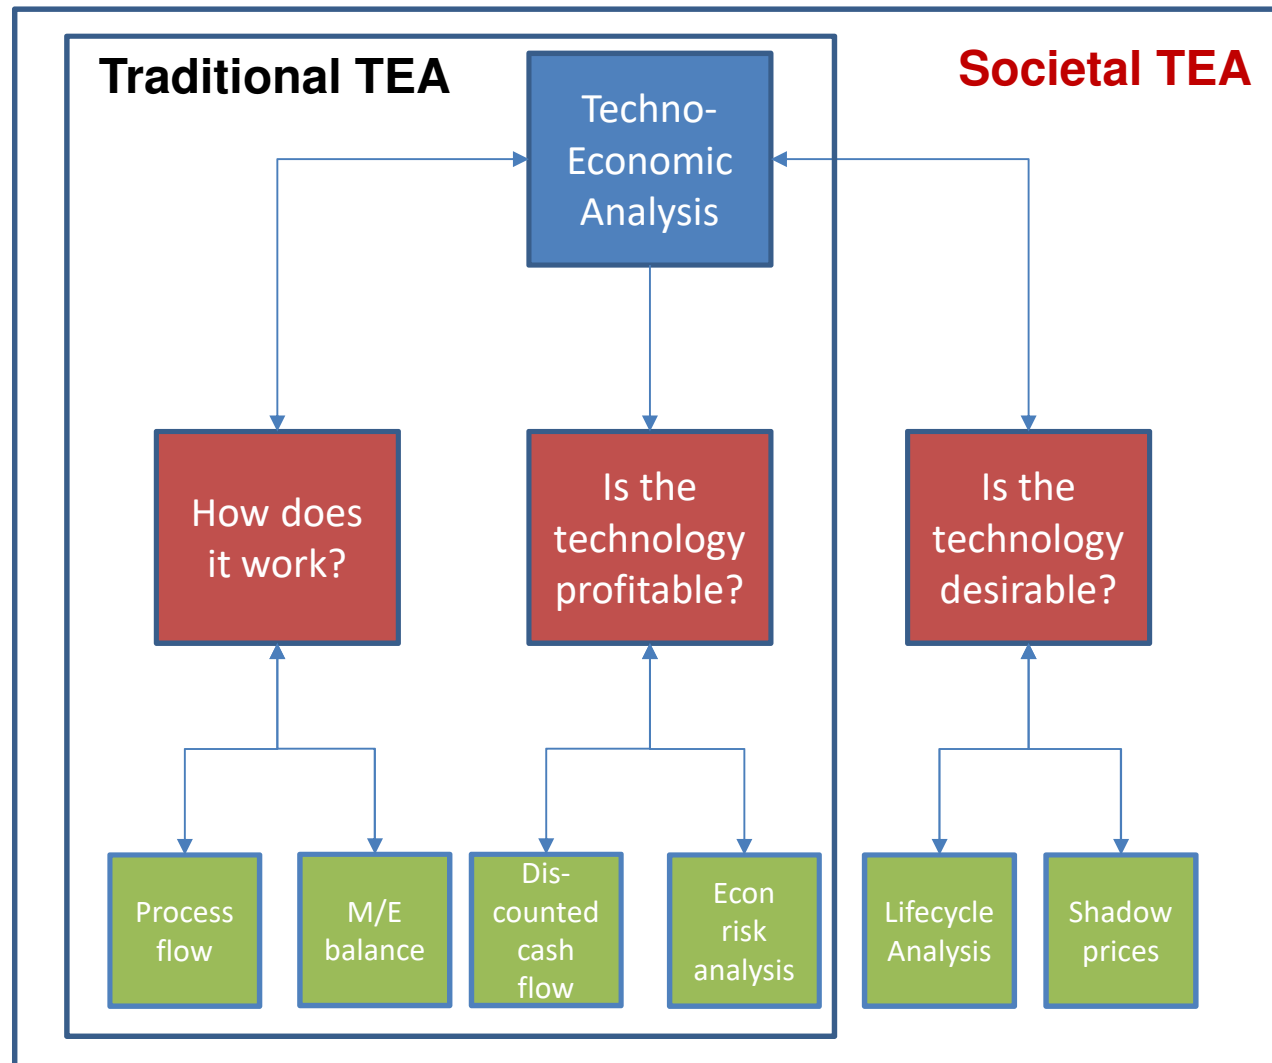 Traditional TEA
Societal TEA
Techno-
Economic
Analysis
How does
it work?
Is the
technology
profitable?
Is the
technology
desirable?
Process
flow
M/E
balance
Dis-
counted
cash
flow
Econ
risk
analysis
Lifecycle
Analysis
Shadow
prices